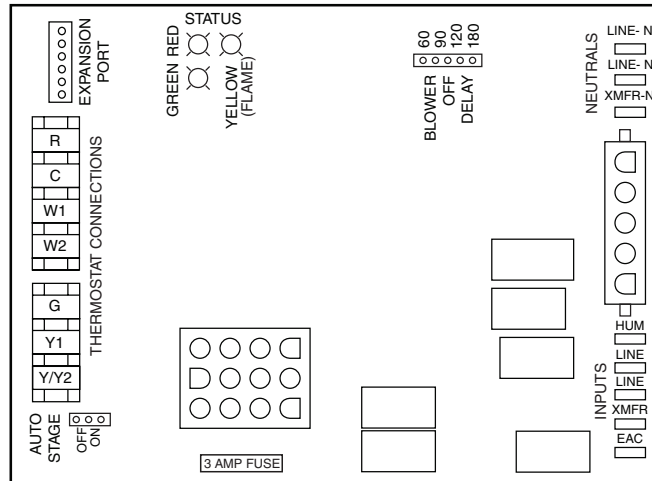 EXPANSION
PORT
STATUS
RED
GREEN
YELLOW
(FLAME)
60
90
120
180
BLOWER
OFF
DELAY
NEUTRALS
LINE- N
LINE- N
XMFR-N
THERMOSTAT CONNECTIONS
R
C
W1
W2
G
Y1
Y/Y2
AUTO
STAGE
OFF
ON
3 AMP FUSE
INPUTS
HUM
LINE
LINE
XMFR
EAC